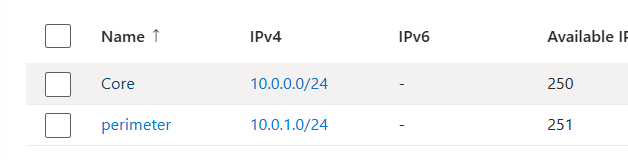 Name ↑ IPv4 IPv6 Available IP
Core 10.0.0.0/24 - 250
perimeter 10.0.1.0/24 - 251